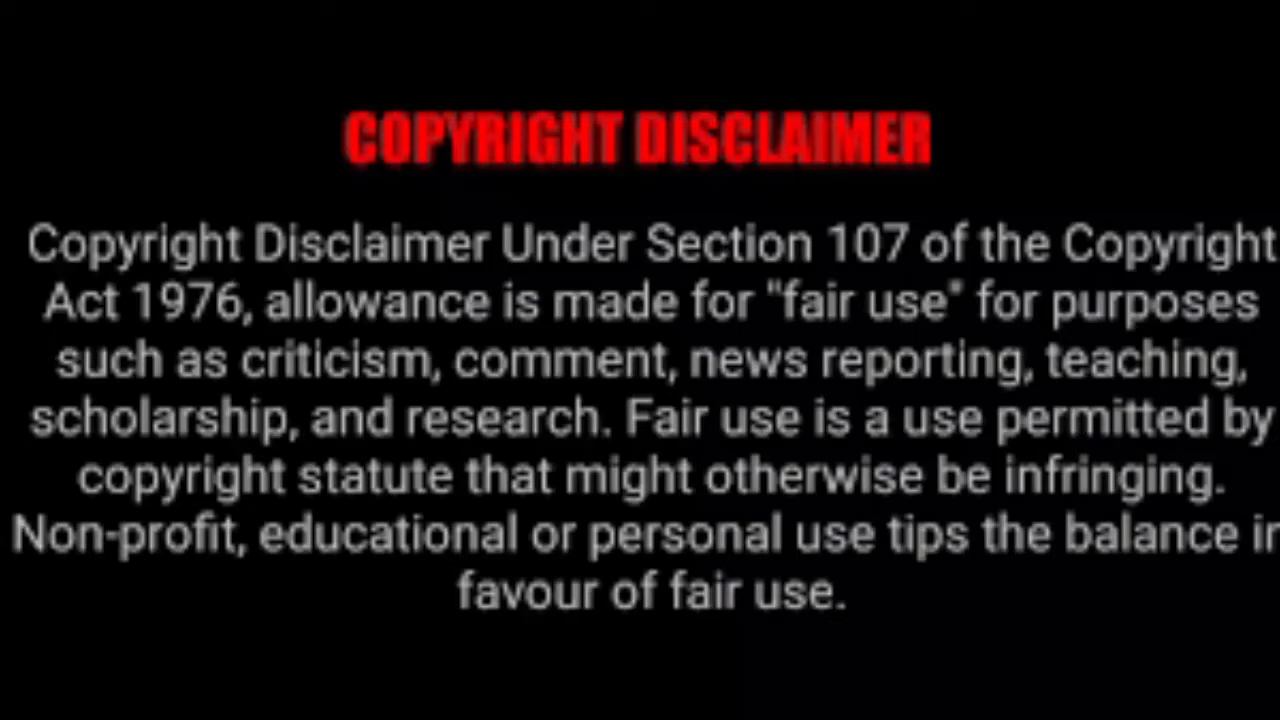 COPYRIGHT DISCLAIMER
Copyright Disclaimer Under Section 107 of the Copyright
Act 1976, allowance is made for "fair use" for purposes
such as criticism, comment, news reporting, teaching,
scholarship, and research. Fair use is a use permitted by
copyright statute that might otherwise be infringing.
Non-profit, educational or personal use tips the balance in
favour of fair use.